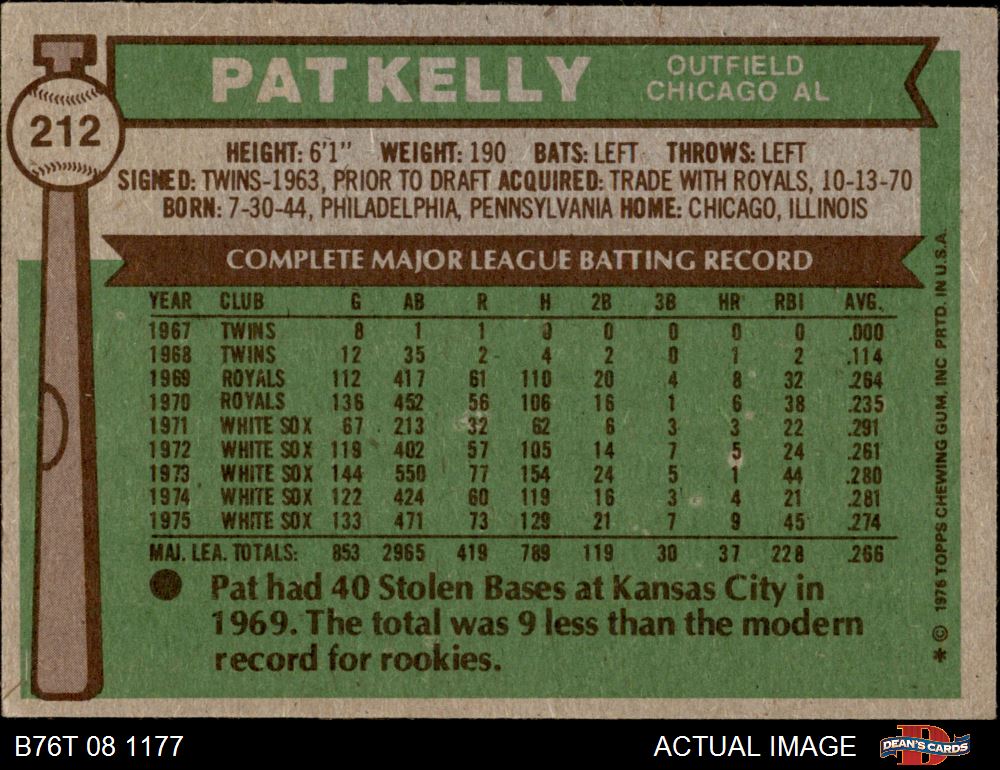 PAT KELLY
OUTFIELD
CHICAGO AL
212
HEIGHT: 6'1" WEIGHT: 190 BATS: LEFT THROWS: LEFT
SIGNED: TWINS-1963, PRIOR TO DRAFT ACQUIRED: TRADE WITH ROYALS, 10-13-70
BORN: 7-30-44, PHILADELPHIA, PENNSYLVANIA HOME: CHICAGO, ILLINOIS
COMPLETE MAJOR LEAGUE BATTING RECORD
YEAR CLUB G AB R H 2B 3B HR RBI AVG.
1967 TWINS 8 1 1 0 0 0 0 0 .000
1968 TWINS 12 35 2 4 2 0 1 2 .114
1969 ROYALS 112 417 61 110 20 4 8 32 .264
1970 ROYALS 136 452 56 106 16 1 6 38 .235
1971 WHITE SOX 67 213 32 62 6 3 3 22 .291
1972 WHITE SOX 119 402 57 105 14 7 5 24 .261
1973 WHITE SOX 144 550 77 154 24 5 1 44 .280
1974 WHITE SOX 122 424 60 119 16 3 4 21 .281
1975 WHITE SOX 133 471 73 129 21 7 9 45 .274
MAJ. LEA. TOTALS: 853 2965 419 789 119 30 37 228 .266
Pat had 40 Stolen Bases at Kansas City in
1969. The total was 9 less than the modern
record for rookies.
* © 1976 TOPPS CHEWING GUM, INC PRTD. IN U.S.A.
B76T 08 1177
ACTUAL IMAGE
D
DEAN'S CARDS